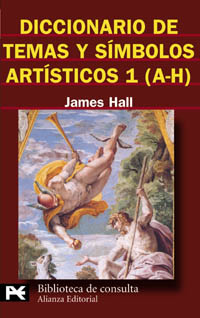 DICCIONARIO DE
TEMAS Y SÍMBOLOS
ARTÍSTICOS 1 (A-H)
James Hall
Biblioteca de consulta
Alianza Editorial